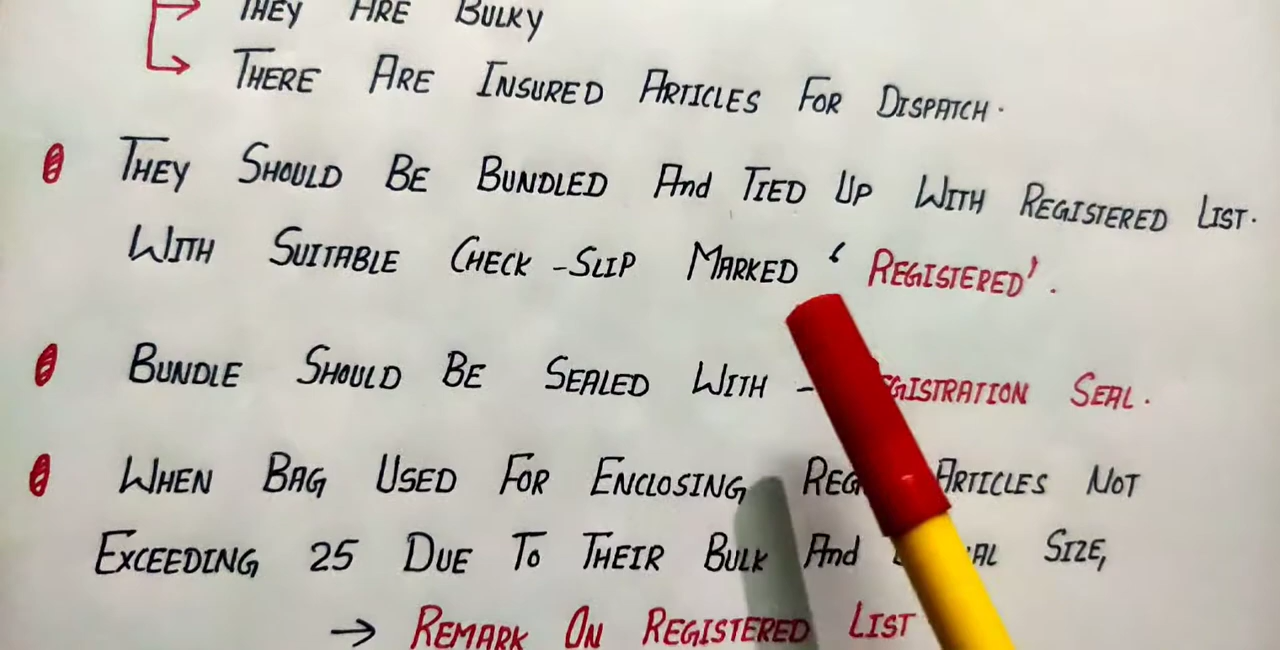 They Are Bulky
There Are Insured Articles For Dispatch.
They Should Be Bundled And Tied Up With Registered List.
With Suitable Check-Slip Marked ‘Registered’.
Bundle Should Be Sealed With - Seal.
When Bag Used For Enclosing Articles Not
Exceeding 25 Due To Their Bulk And Size,
→ Remark On Registered List